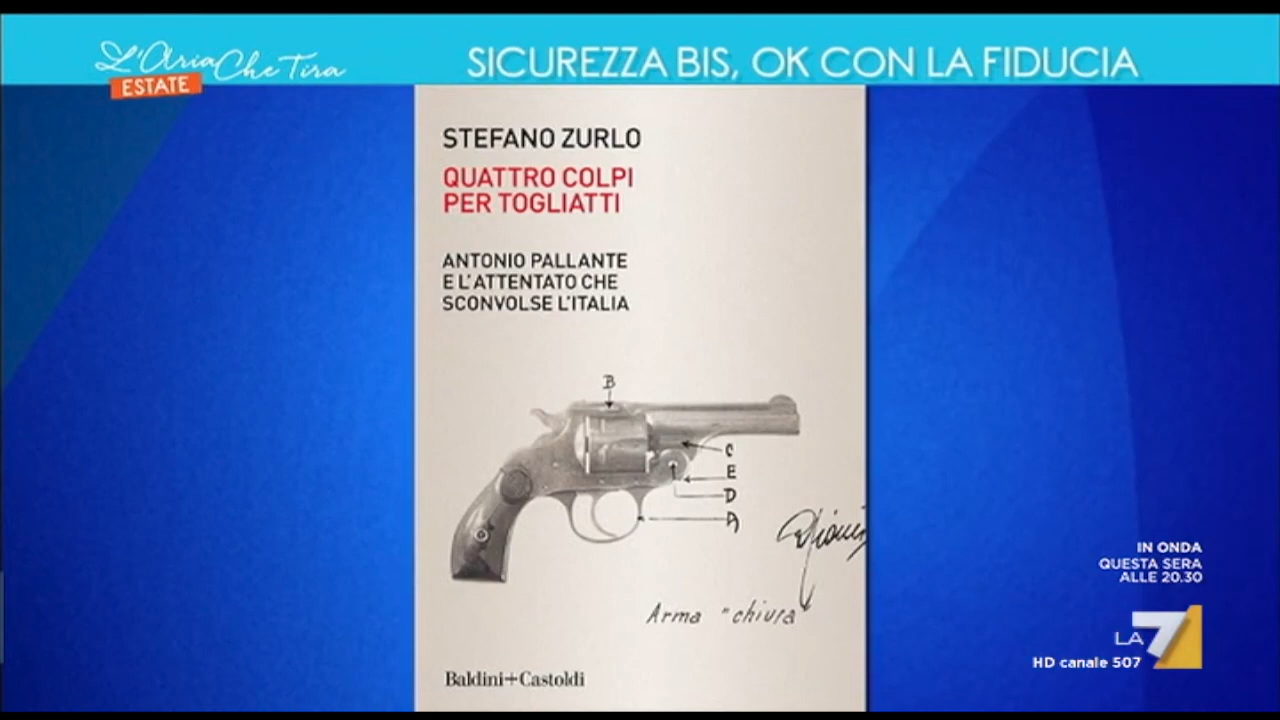 L'Aria Che Tira
ESTATE
SICUREZZA BIS, OK CON LA FIDUCIA
STEFANO ZURLO
QUATTRO COLPI
PER TOGLIATTI
ANTONIO PALLANTE
E L'ATTENTATO CHE
SCONVOLSE L'ITALIA
B
C
E
D
A
Arma "chiusa"
Baldini+Castoldi
IN ONDA
QUESTA SERA
ALLE 20.30
LA7
HD canale 507